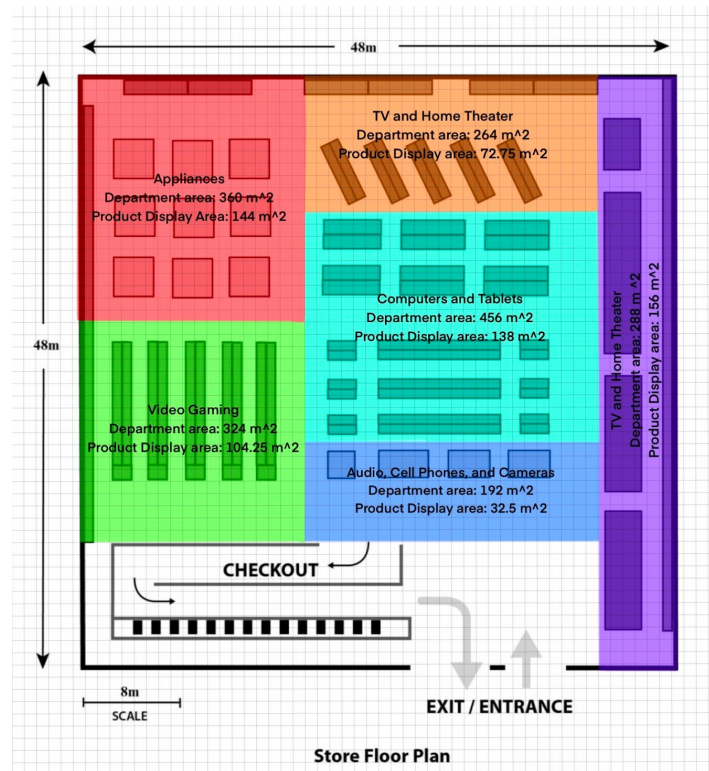 48m
TV and Home Theater
Department area: 264 m^2
Product Display area: 72.75 m^2
Appliances
Department area: 360 m^2
Product Display Area: 144 m^2
Computers and Tablets
Department area: 456 m^2
Product Display area: 138 m^2
TV and Home Theater
Department area: 288 m ^2
Product Display area: 156 m^2
48m
Video Gaming
Department area: 324 m^2
Product Display area: 104.25 m^2
Audio, Cell Phones, and Cameras
Department area: 192 m^2
Product Display area: 32.5 m^2
CHECKOUT
8m
SCALE
EXIT / ENTRANCE
Store Floor Plan